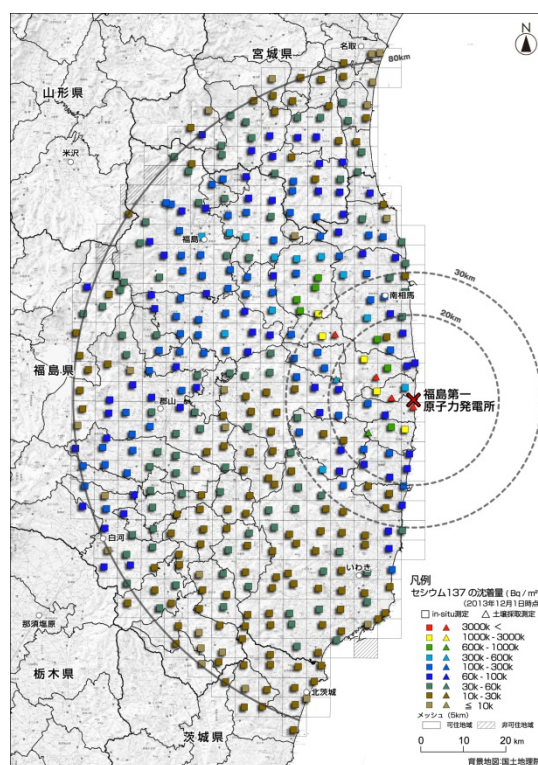 宮城県
名取
N
80km
山形県
米沢
福島
30km
南相馬
20km
福島県
福島第一
原子力発電所
郡山
白河
いわき
那須塩原
栃木県
北茨城
茨城県
凡例
セシウム137 の沈着量 ( Bq / m²
(2013年12月1日時点
in-situ測定 土壌採取測定
3000k <
1000k - 3000k
600k - 1000k
300k - 600k
100k - 300k
60k - 100k
30k - 60k
10k - 30k
≦ 10k
メッシュ (5km)
可住地域 非可住地域
0 10 20
km
背景地図:国土地理院